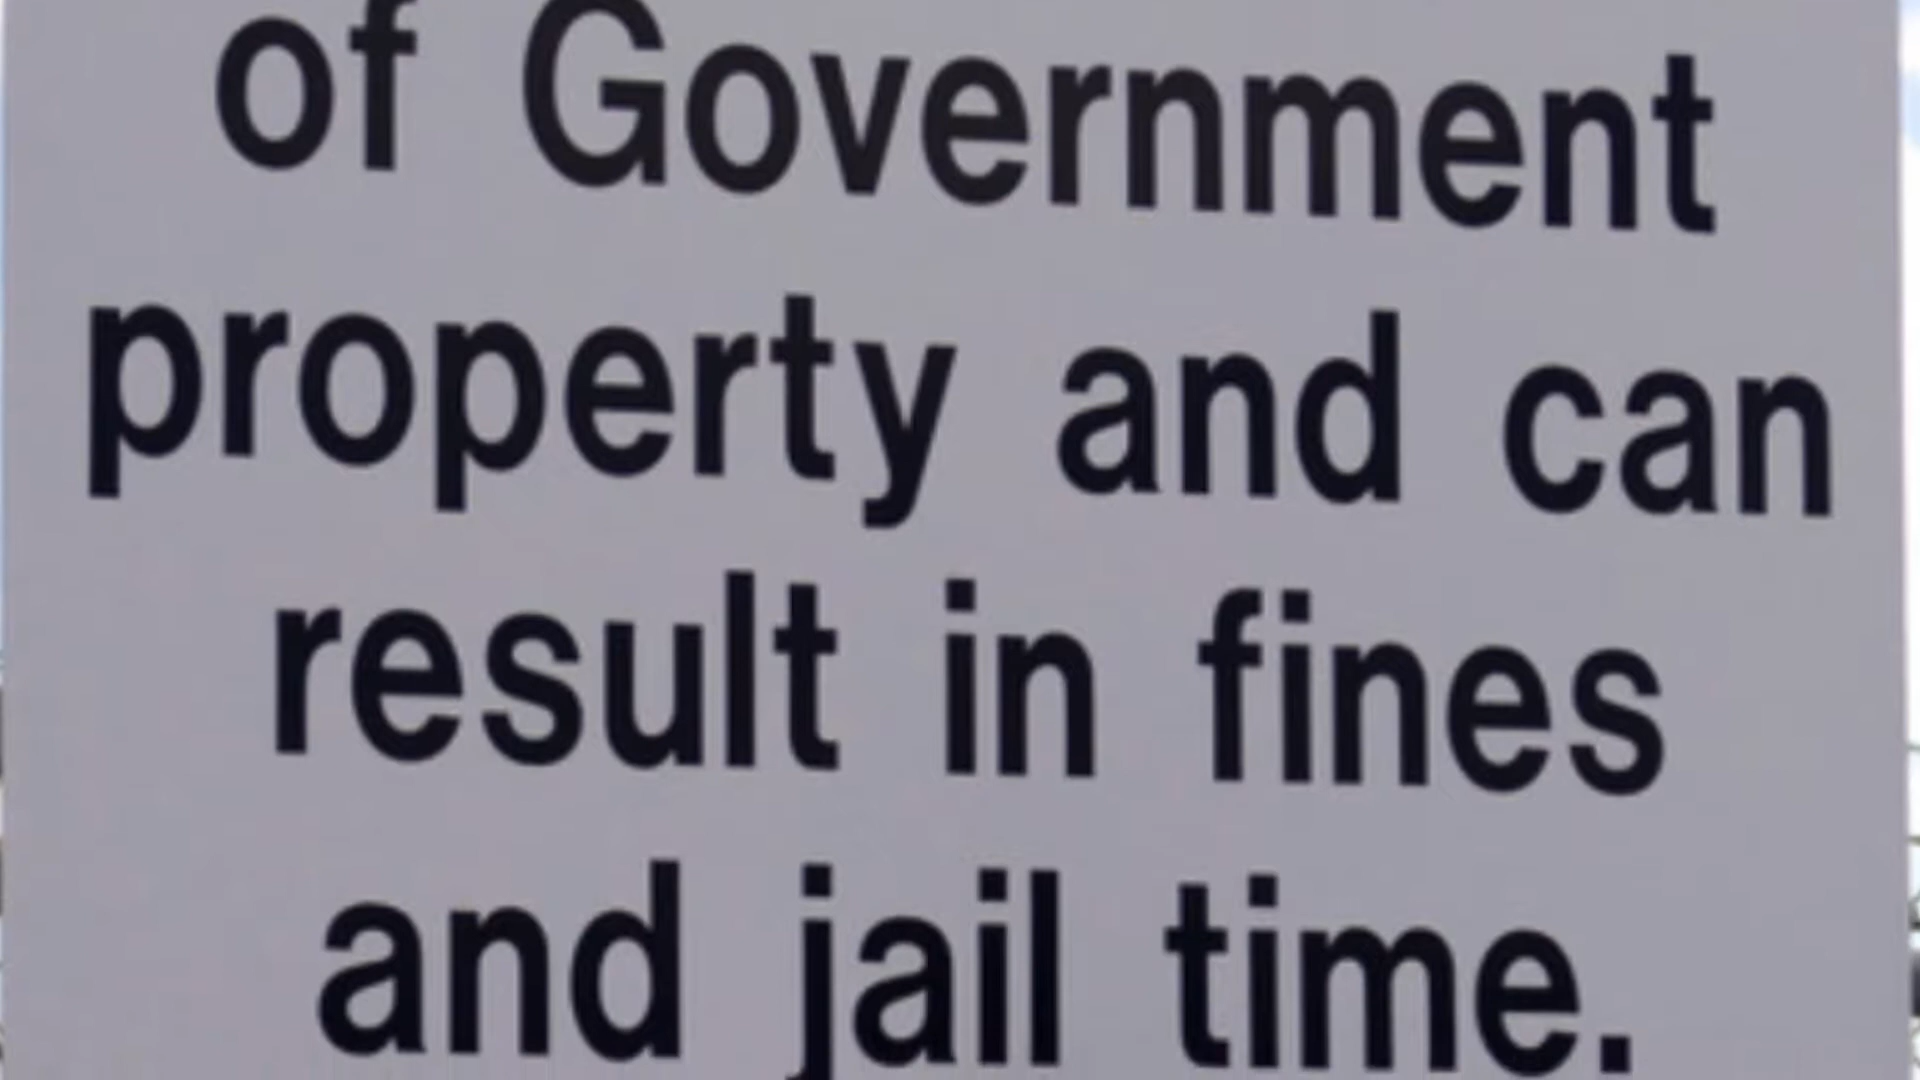 of Government
property and can
result in fines
and jail time.